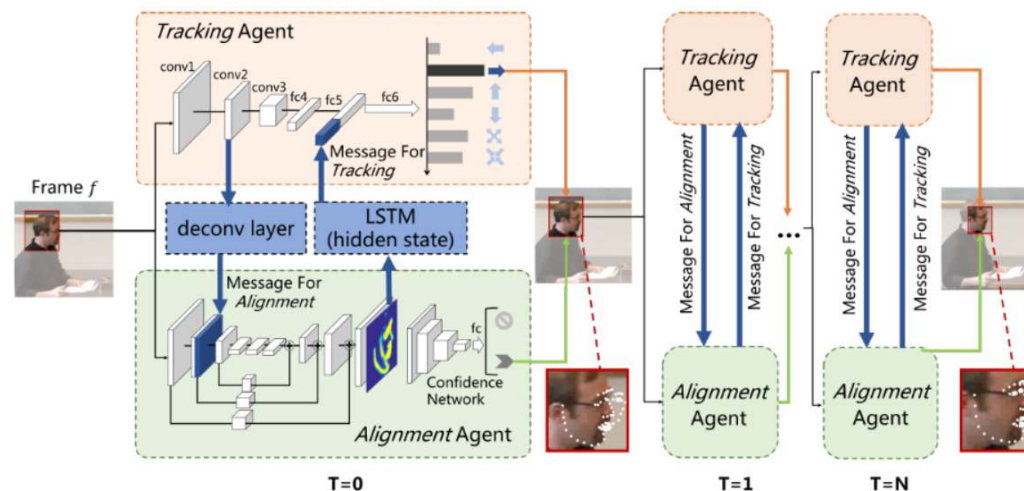 Tracking Agent
conv1
conv2
conv3
fc4
fc5
fc6
Message For
Tracking
Frame f
deconv layer
LSTM
(hidden state)
Message For
Alignment
fc
Confidence
Network
Alignment Agent
T=0
Tracking
Agent
Message For Alignment
Message For Tracking
Alignment
Agent
T=1
...
Tracking
Agent
Message For Alignment
Message For Tracking
Alignment
Agent
T=N